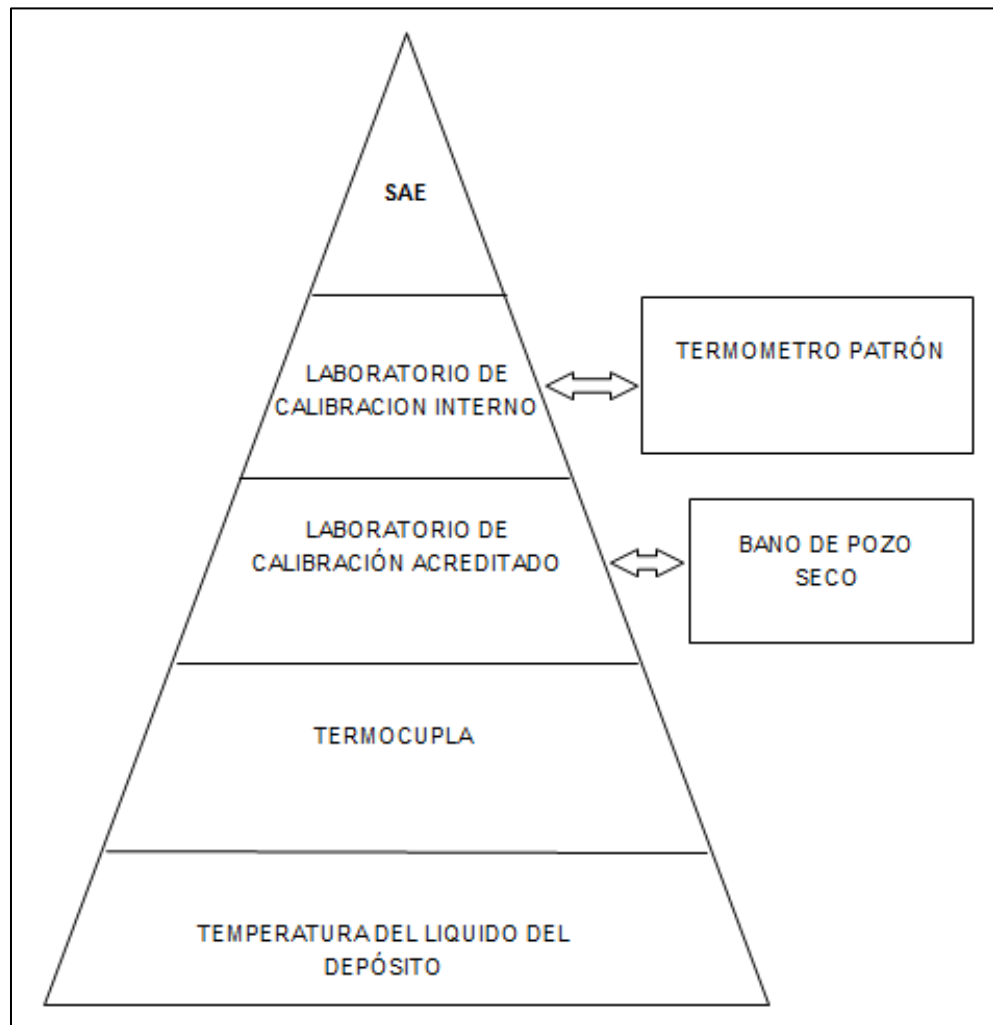 SAE
LABORATORIO DE
CALIBRACION INTERNO
TERMOMETRO PATRÓN
LABORATORIO DE
CALIBRACIÓN ACREDITADO
BANO DE POZO
SECO
TERMOCUPLA
TEMPERATURA DEL LIQUIDO DEL
DEPÓSITO